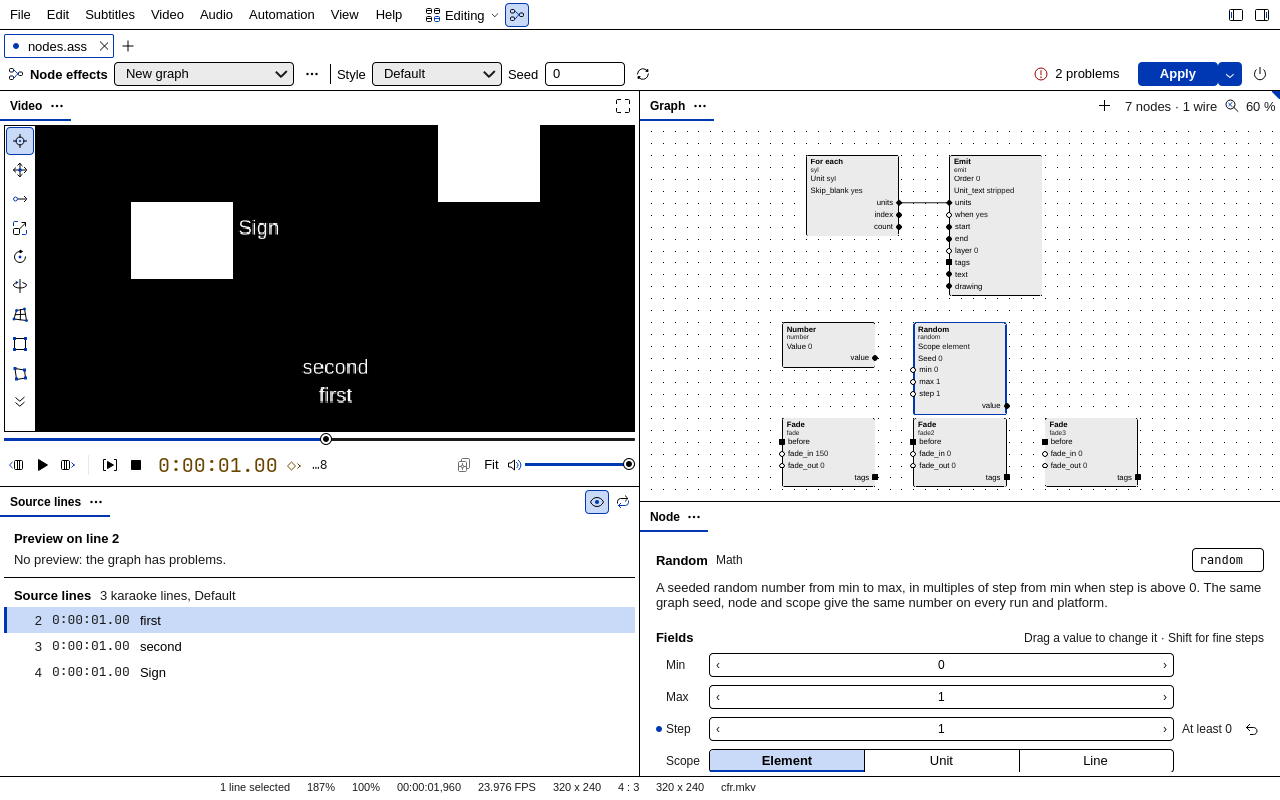 File Edit Subtitles Video Audio Automation View Help Editing
nodes.ass
Node effects New graph Style Default Seed 0 2 problems Apply
Video
Graph 7 nodes · 1 wire 60 %
Sign
second
first
For each
syl
Unit syl
Skip_blank yes
units
index
count
Emit
emit
Order 0
Unit_text stripped
units
when yes
start
end
layer 0
tags
text
drawing
Number
number
Value 0
value
Random
random
Scope element
Seed 0
min 0
max 1
step 1
value
Fade
fade
before
fade_in 150
fade_out 0
tags
Fade
fade2
before
fade_in 0
fade_out 0
tags
Fade
fade3
before
fade_in 0
fade_out 0
tags
0:00:01.00 ...8 Fit
Source lines
Preview on line 2
No preview: the graph has problems.
Source lines 3 karaoke lines, Default
2 0:00:01.00 first
3 0:00:01.00 second
4 0:00:01.00 Sign
Node
Random Math random
A seeded random number from min to max, in multiples of step from min when step is above 0. The same
graph seed, node and scope give the same number on every run and platform.
Fields Drag a value to change it · Shift for fine steps
Min ‹ 0 ›
Max ‹ 1 ›
Step ‹ 1 › At least 0
Scope Element Unit Line
1 line selected 187% 100% 00:00:01,960 23.976 FPS 320 x 240 4 : 3 320 x 240 cfr.mkv